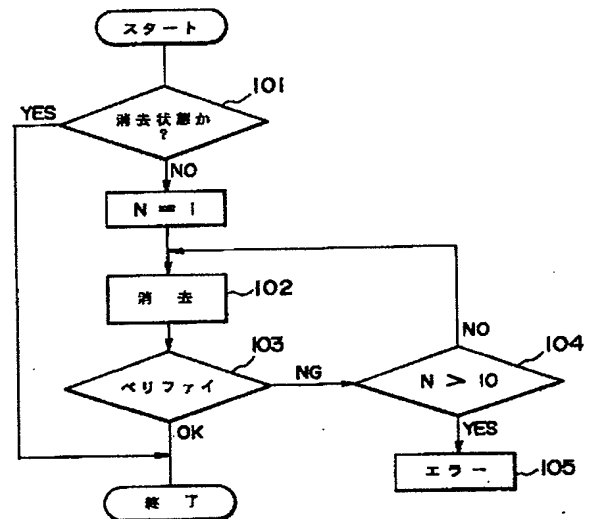 スタート
101
YES
消去状態か
?
NO
N = 1
消去
102
NO
103
104
ベリファイ
NG
N > 10
OK
YES
エラー
105
終了